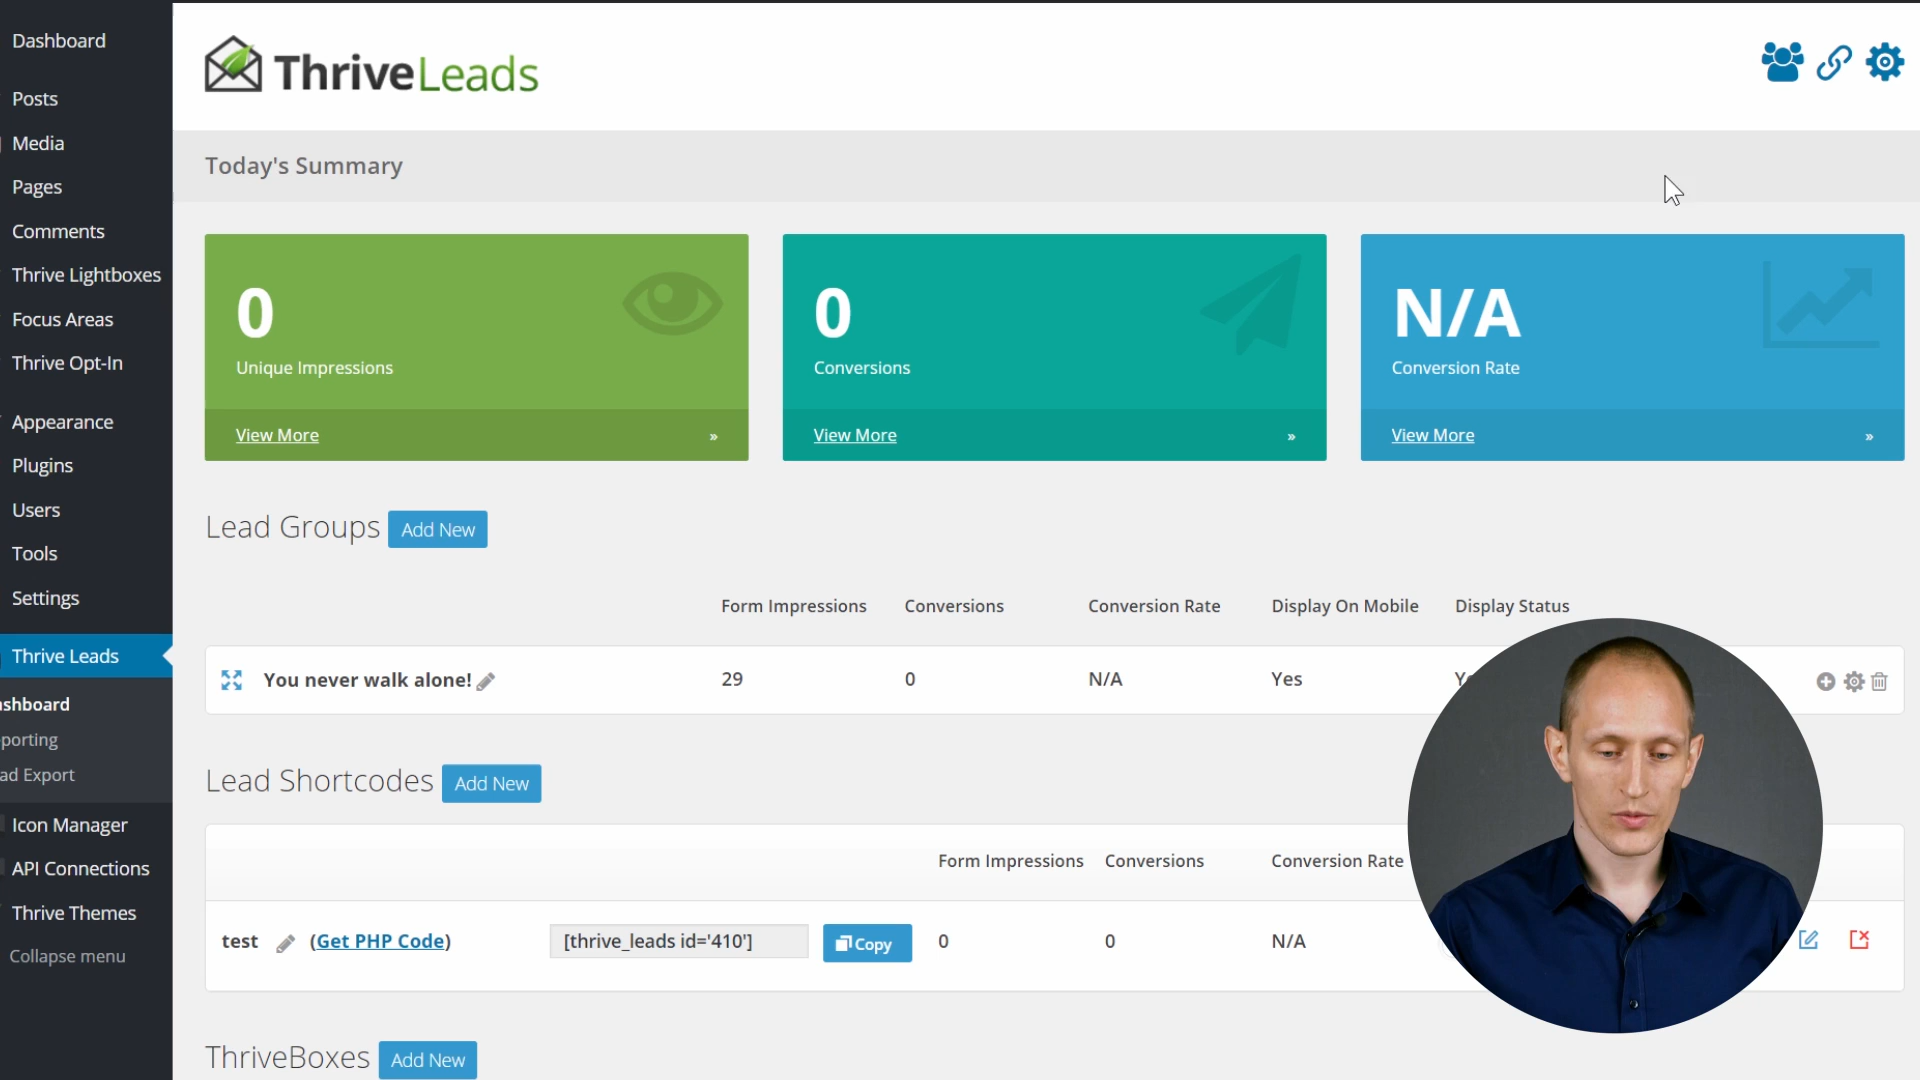 Dashboard
Posts
Media
Pages
Comments
Thrive Lightboxes
Focus Areas
Thrive Opt-In
Appearance
Plugins
Users
Tools
Settings
Thrive Leads
shboard
porting
ad Export
Icon Manager
API Connections
Thrive Themes
Collapse menu
ThriveLeads
Today's Summary
0
Unique Impressions
View More »
0
Conversions
View More »
N/A
Conversion Rate
View More »
Lead Groups Add New
Form Impressions Conversions Conversion Rate Display On Mobile Display Status
You never walk alone! 29 0 N/A Yes
Lead Shortcodes Add New
Form Impressions Conversions Conversion Rate
test (Get PHP Code) [thrive_leads id='410'] Copy 0 0 N/A
ThriveBoxes Add New